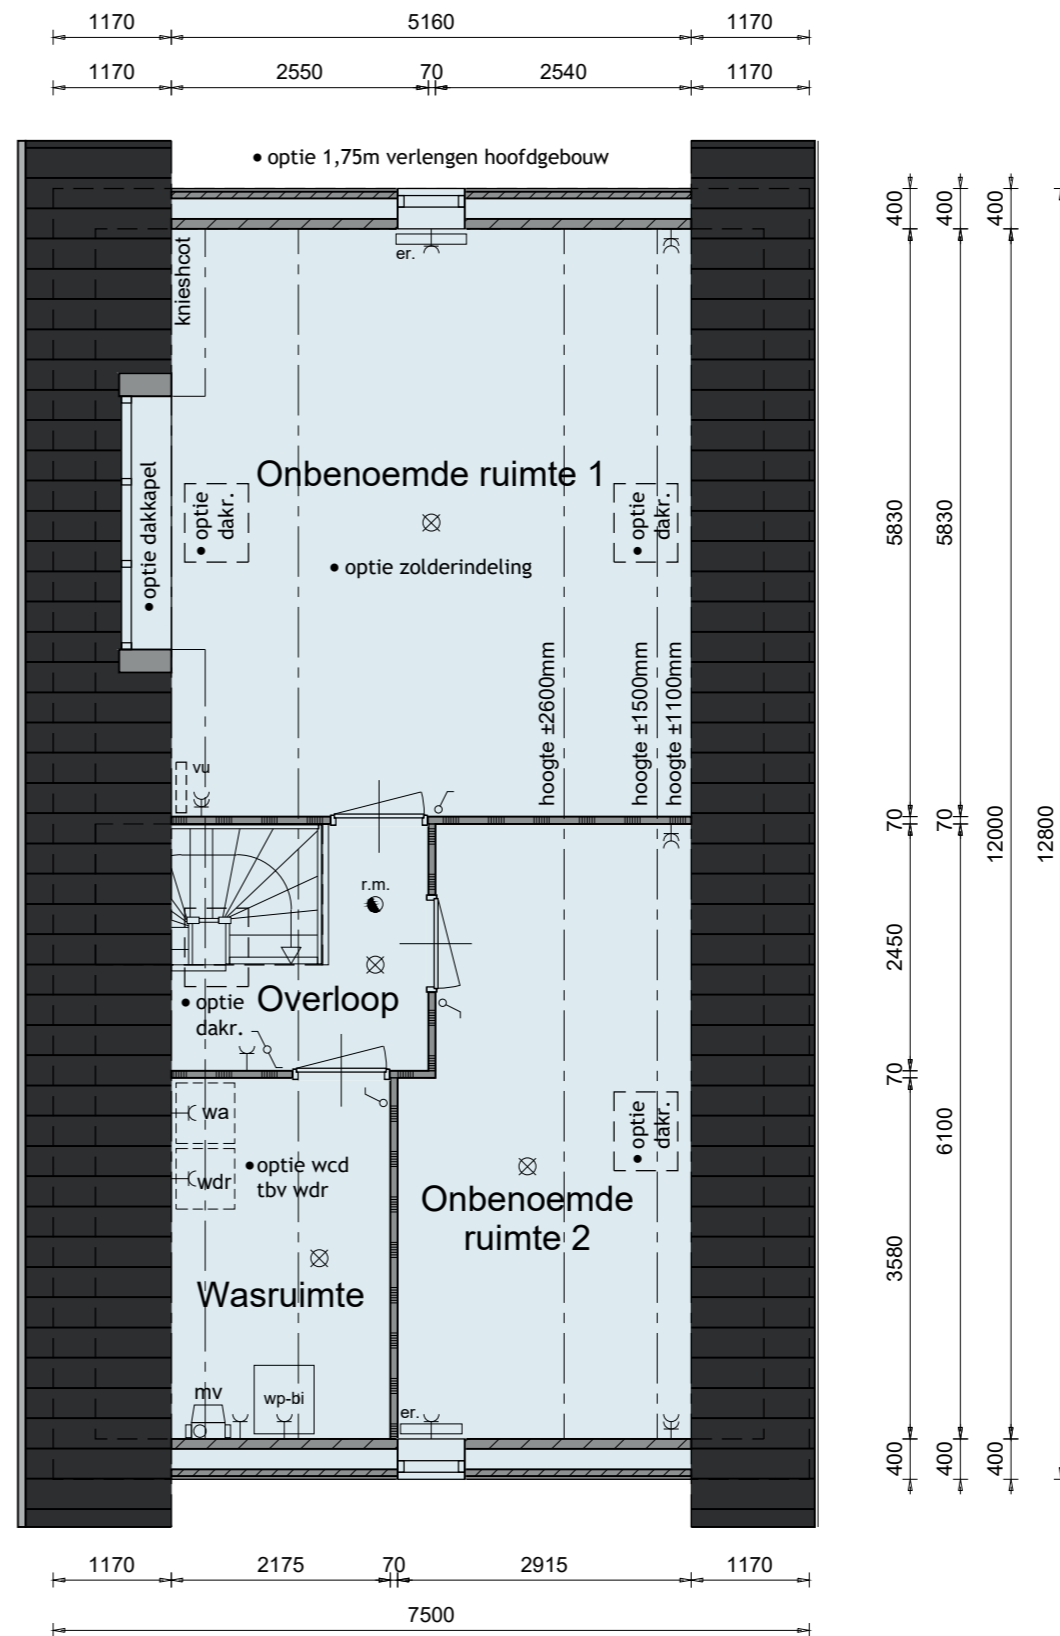 1170 5160 1170
1170 2550 70 2540 1170
• optie 1,75m verlengen hoofdgebouw
400 400 400
er.
knieshcot
Onbenoemde ruimte 1
• optie dakkapel
• optie
dakr.
• optie
dakr.
• optie zolderindeling
5830 5830
hoogte ±2600mm
hoogte ±1500mm
hoogte ±1100mm
vu
70 70
12000 12800
r.m.
2450
Overloop
• optie
dakr.
70
wa
• optie
dakr.
6100
wdr
• optie wcd
tbv wdr
Onbenoemde
ruimte 2
3580
Wasruimte
mv
wp-bi
er.
400 400 400
1170 2175 70 2915 1170
7500